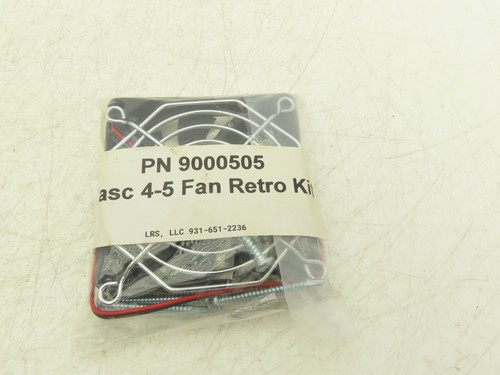 PN 9000505
asc 4-5 Fan Retro Kit
LRS, LLC 931-651-2236